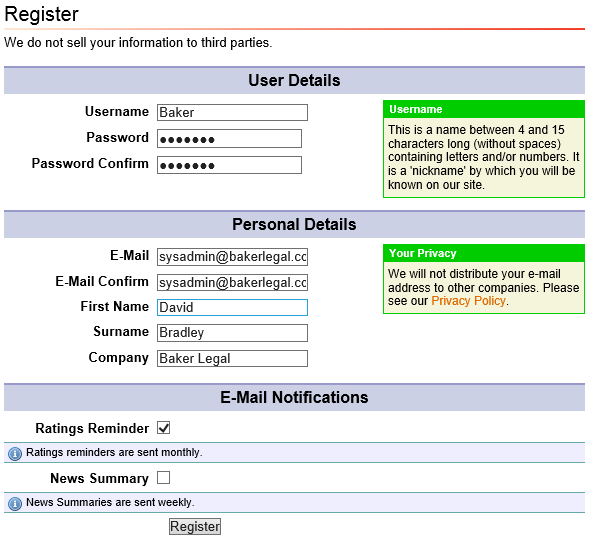 Register
We do not sell your information to third parties.
User Details
Username Baker
Password ●●●●●●●
Password Confirm ●●●●●●●
Username
This is a name between 4 and 15
characters long (without spaces)
containing letters and/or numbers. It
is a 'nickname' by which you will be
known on our site.
Personal Details
E-Mail sysadmin@bakerlegal.cc
E-Mail Confirm sysadmin@bakerlegal.cc
First Name David
Surname Bradley
Company Baker Legal
Your Privacy
We will not distribute your e-mail
address to other companies. Please
see our Privacy Policy.
E-Mail Notifications
Ratings Reminder
Ratings reminders are sent monthly.
News Summary
News Summaries are sent weekly.
Register